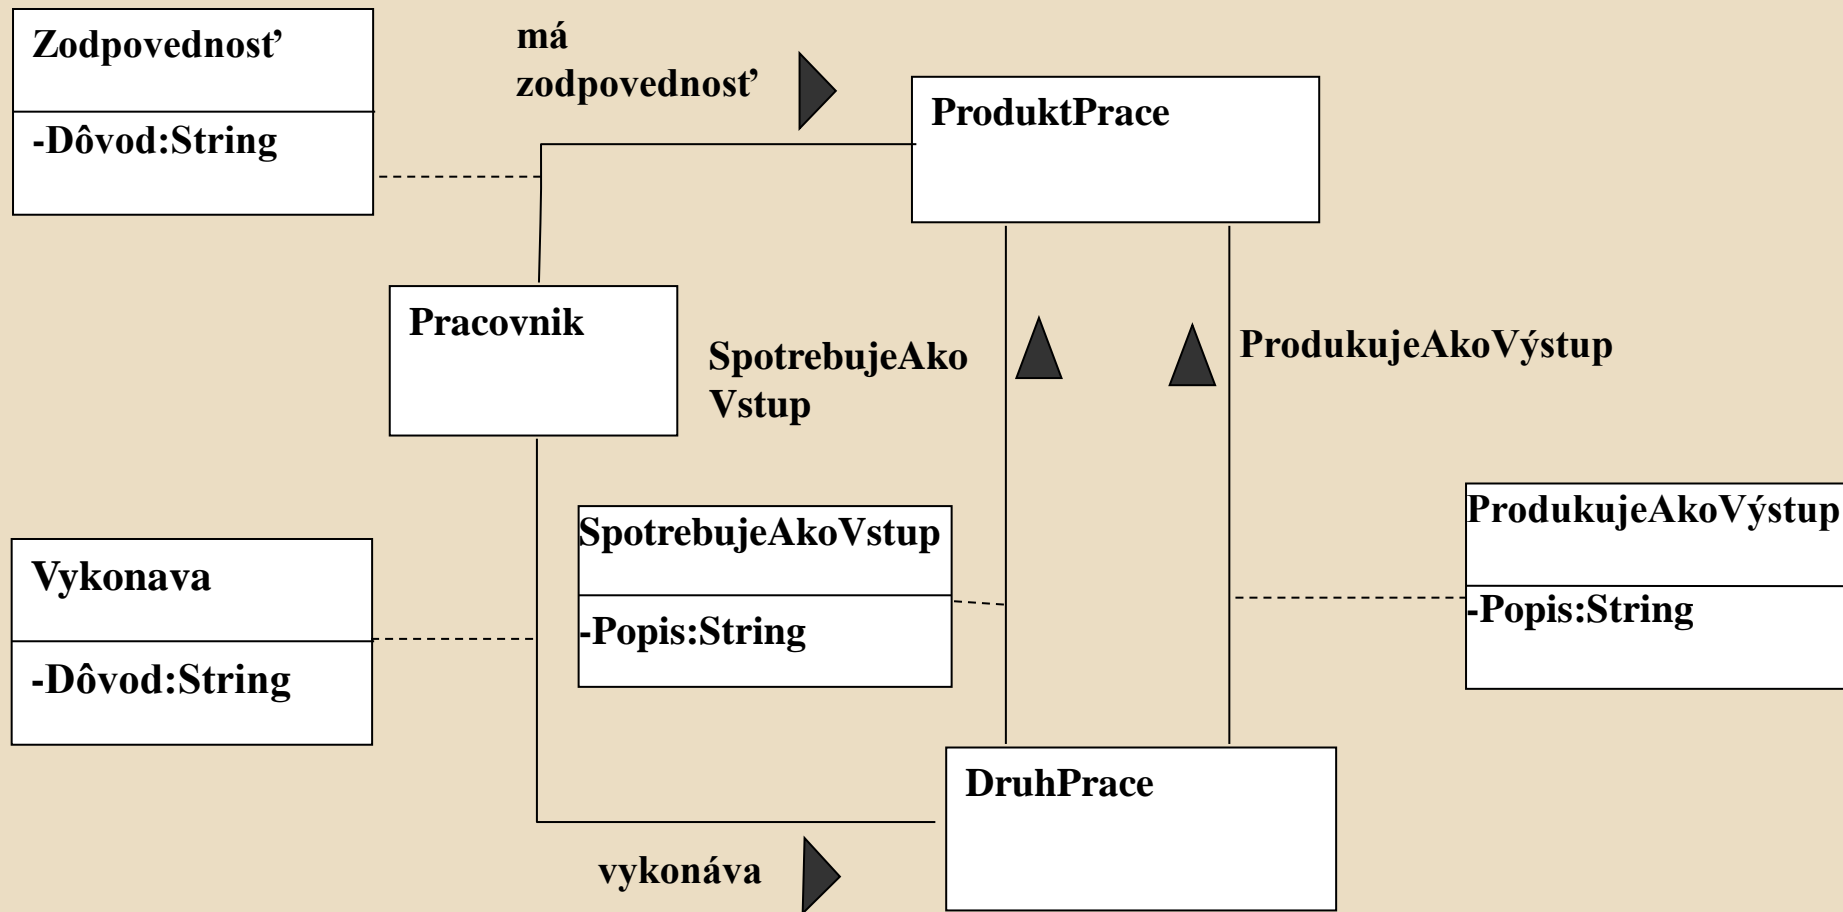 Zodpovednosť
-Dôvod:String
má
zodpovednosť
ProduktPrace
Pracovnik
SpotrebujeAko
Vstup
ProdukujeAkoVýstup
SpotrebujeAkoVstup
-Popis:String
ProdukujeAkoVýstup
-Popis:String
Vykonava
-Dôvod:String
DruhPrace
vykonáva